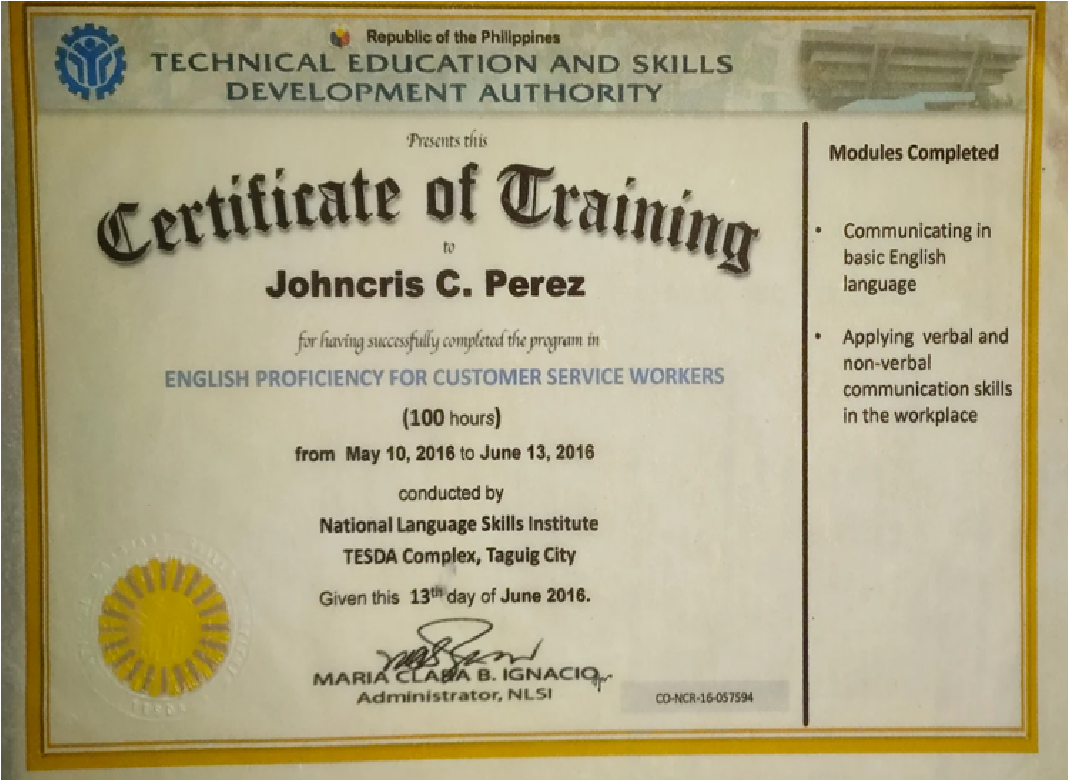 Republic of the Philippines
TECHNICAL EDUCATION AND SKILLS
DEVELOPMENT AUTHORITY
Presents this
Certificate of Training
to
Johncris C. Perez
for having successfully completed the program in
ENGLISH PROFICIENCY FOR CUSTOMER SERVICE WORKERS
(100 hours)
from May 10, 2016 to June 13, 2016
conducted by
National Language Skills Institute
TESDA Complex, Taguig City
Given this 13th day of June 2016.
MARIA CLARA B. IGNACIO
Administrator, NLSI
CO-NCR-16-057594
Modules Completed
• Communicating in
basic English
language
• Applying verbal and
non-verbal
communication skills
in the workplace